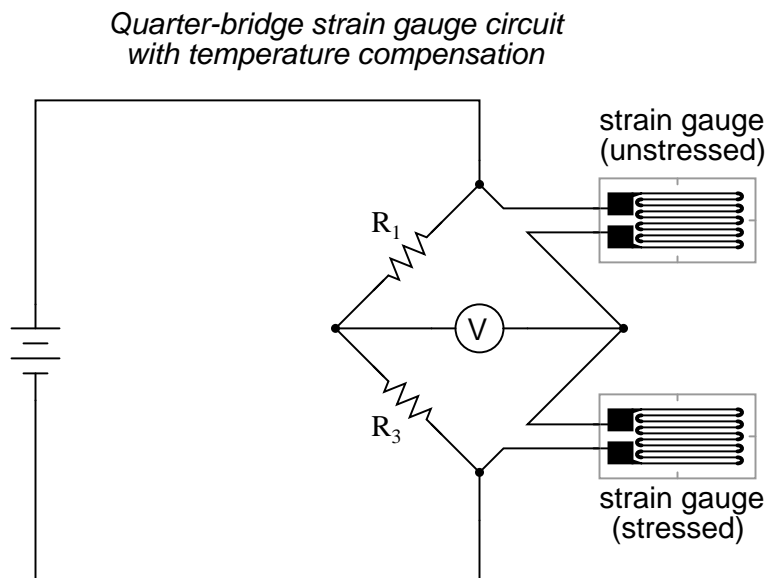 Quarter-bridge strain gauge circuit
with temperature compensation
strain gauge
(unstressed)
R1
V
R3
strain gauge
(stressed)